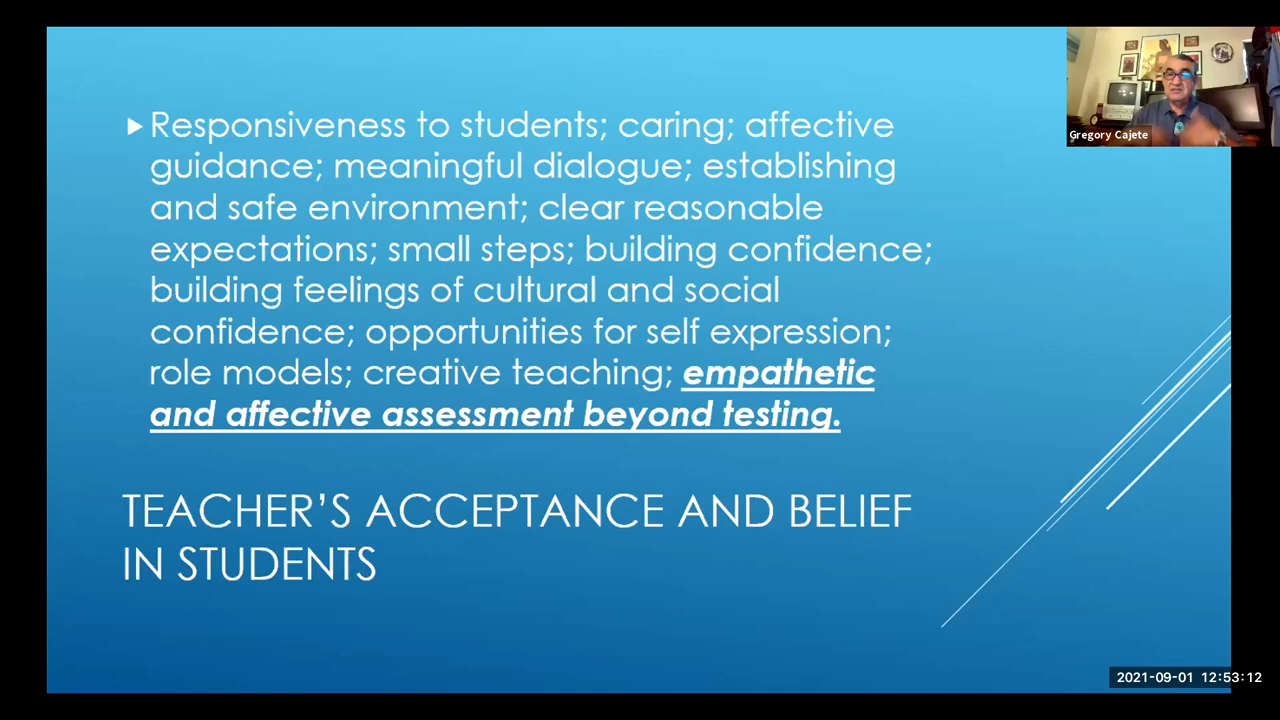 Responsiveness to students; caring; affective
guidance; meaningful dialogue; establishing
and safe environment; clear reasonable
expectations; small steps; building confidence;
building feelings of cultural and social
confidence; opportunities for self expression;
role models; creative teaching; empathetic
and affective assessment beyond testing.
TEACHER'S ACCEPTANCE AND BELIEF
IN STUDENTS
Gregory Cajete
2021-09-01 12:53:12